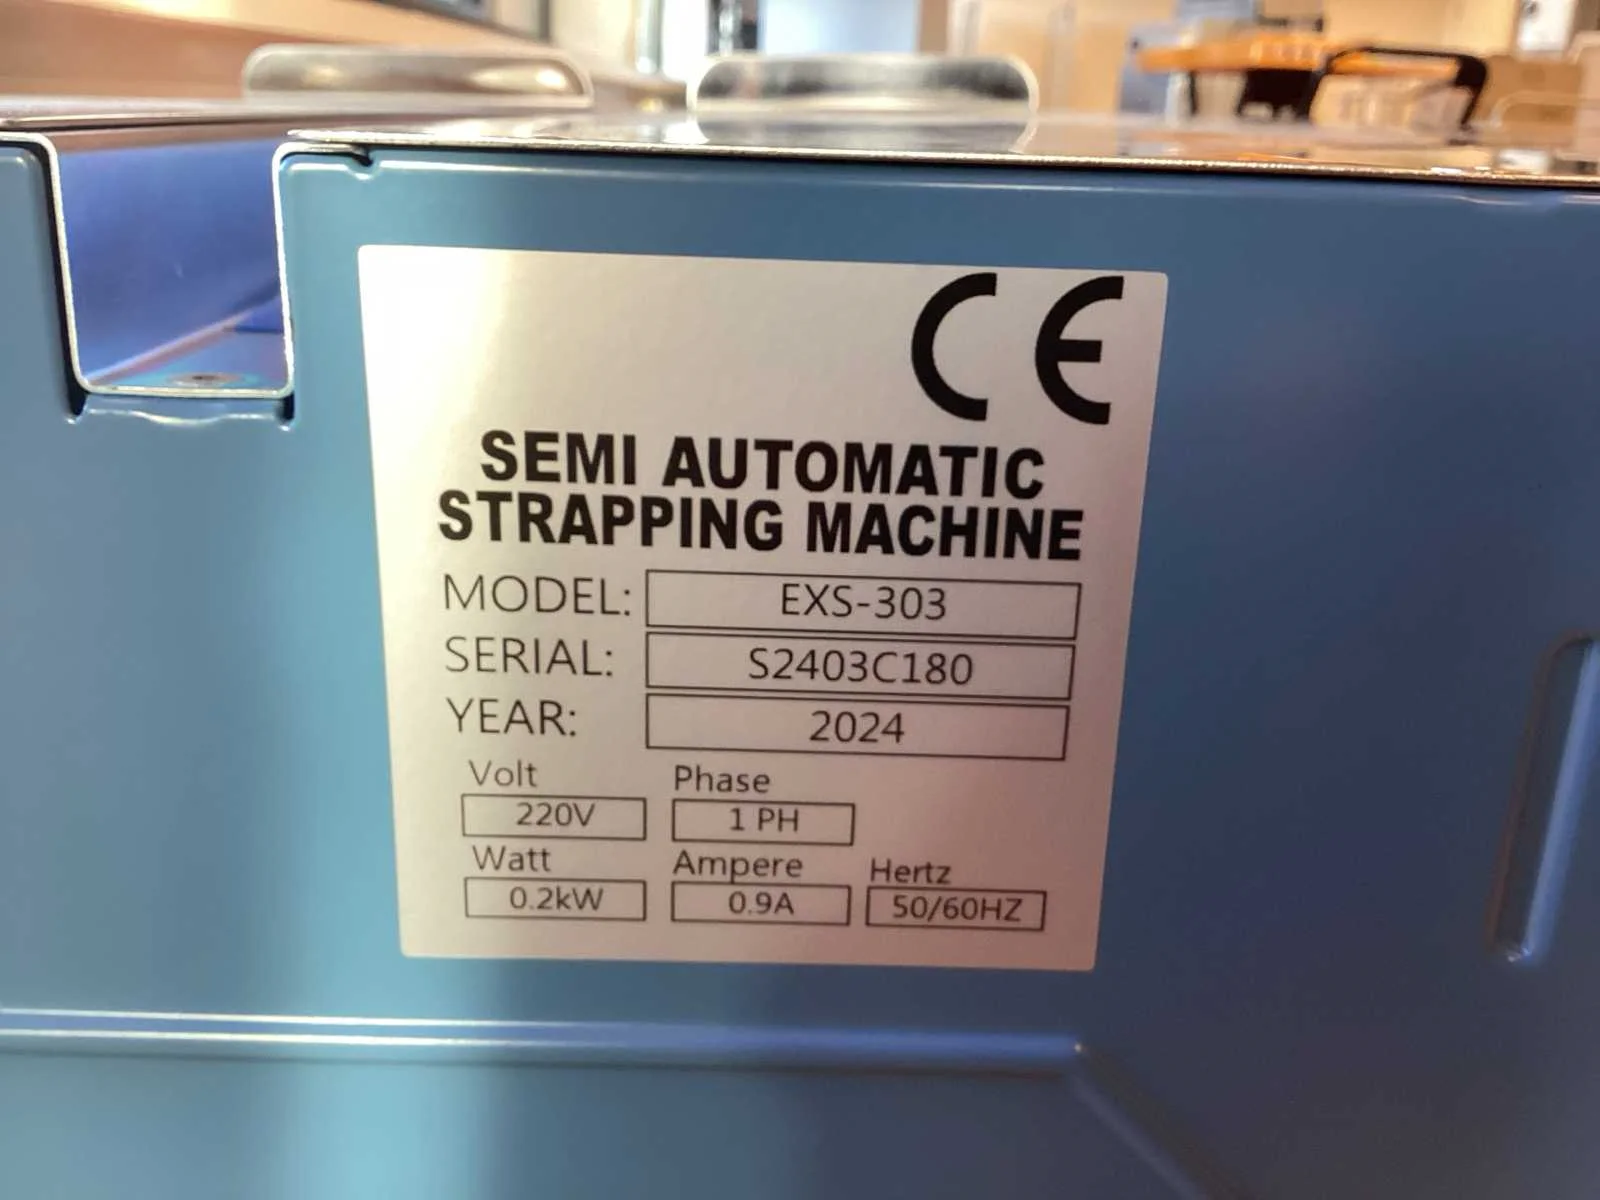 CE
SEMI AUTOMATIC
STRAPPING MACHINE
MODEL: EXS-303
SERIAL: S2403C180
YEAR: 2024
Volt Phase
220V 1 PH
Watt Ampere Hertz
0.2kW 0.9A 50/60HZ